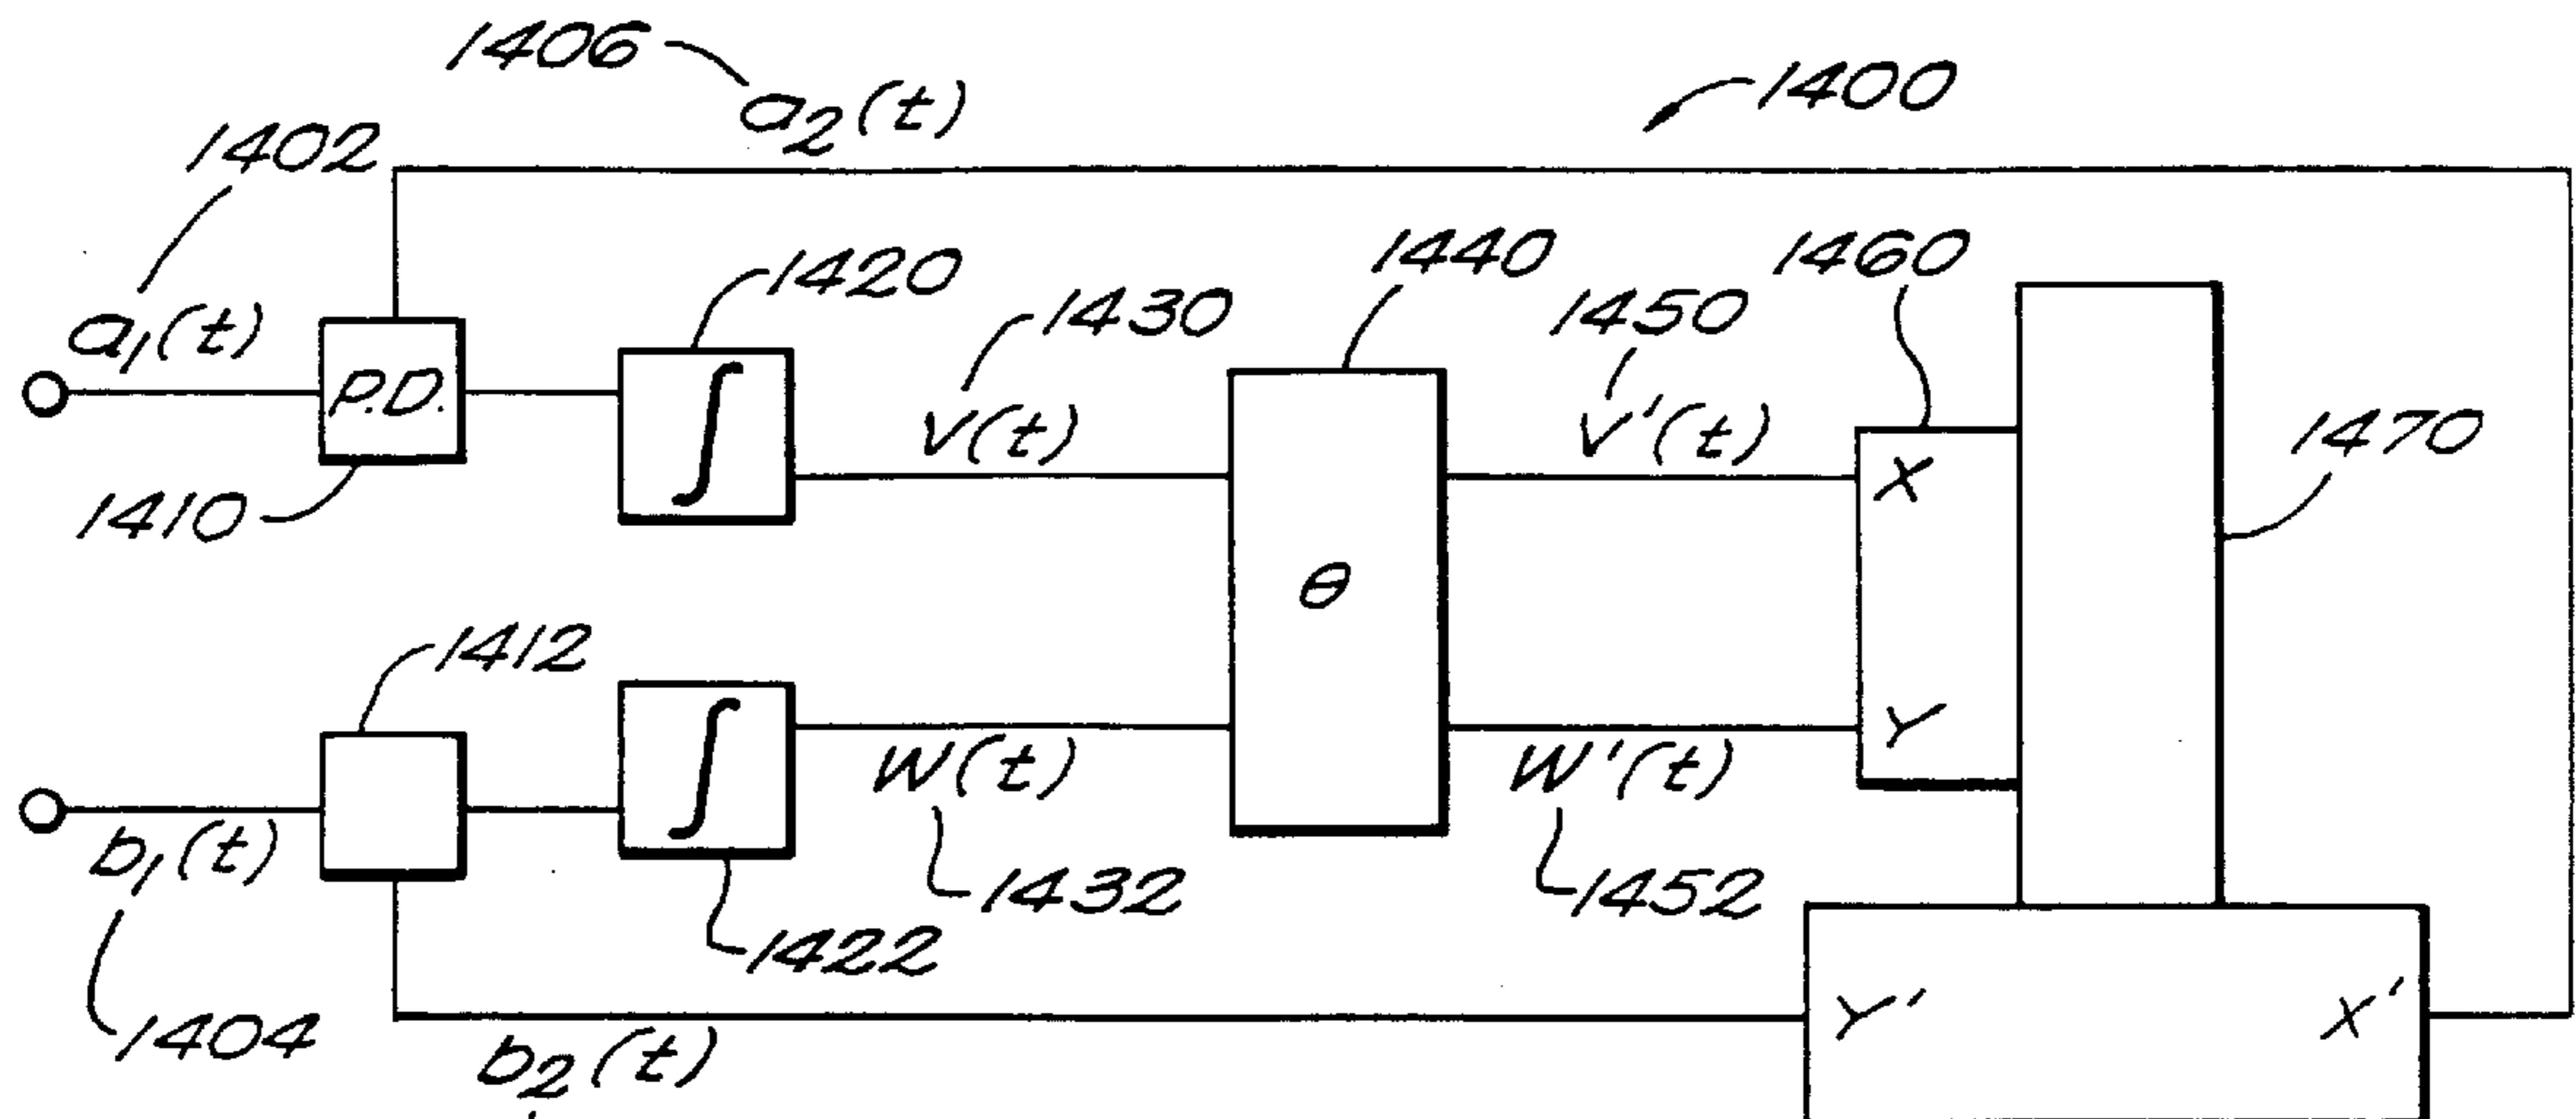 1406
a2(t)
1400
1402
a1(t)
P.D.
1410
1420
∫
1430
V(t)
1440
θ
1450
V'(t)
1460
X
Y
1470
1412
b1(t)
1404
∫
1422
W(t)
1432
W'(t)
1452
b2(t)
Y'
X'